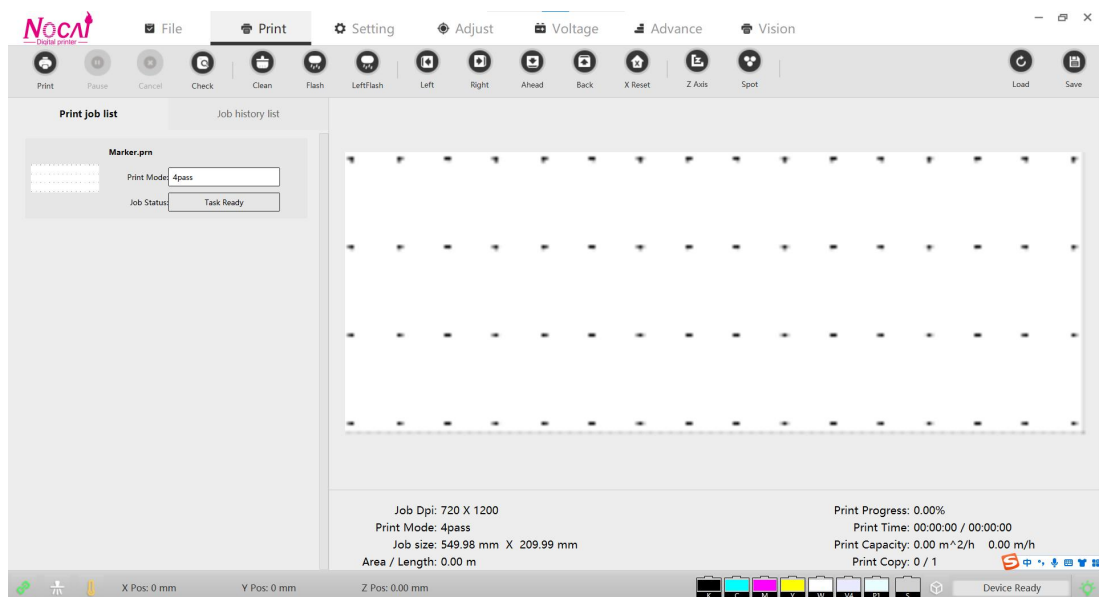 Nocai
Digital printer
File
Print
Setting
Adjust
Voltage
Advance
Vision
Print
Pause
Cancel
Check
Clean
Flash
LeftFlash
Left
Right
Ahead
Back
X Reset
Z Axis
Spot
Load
Save
Print job list
Job history list
Marker.prn
Print Mode: 4pass
Job Status: Task Ready
Job Dpi: 720 X 1200
Print Mode: 4pass
Job size: 549.98 mm X 209.99 mm
Area / Length: 0.00 m
Print Progress: 0.00%
Print Time: 00:00:00 / 00:00:00
Print Capacity: 0.00 m^2/h 0.00 m/h
Print Copy: 0 / 1
S 中
X Pos: 0 mm
Y Pos: 0 mm
Z Pos: 0.00 mm
K
C
M
Y
W
V4
P1
S
Device Ready